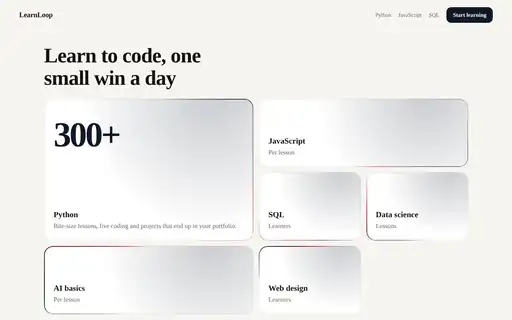 LearnLoop
Python JavaScript SQL Start learning
Learn to code, one
small win a day
300+
Python
Bite-size lessons, live coding and projects that end up in your portfolio.
JavaScript
Per lesson
SQL
Learners
Data science
Lessons
AI basics
Per lesson
Web design
Learners